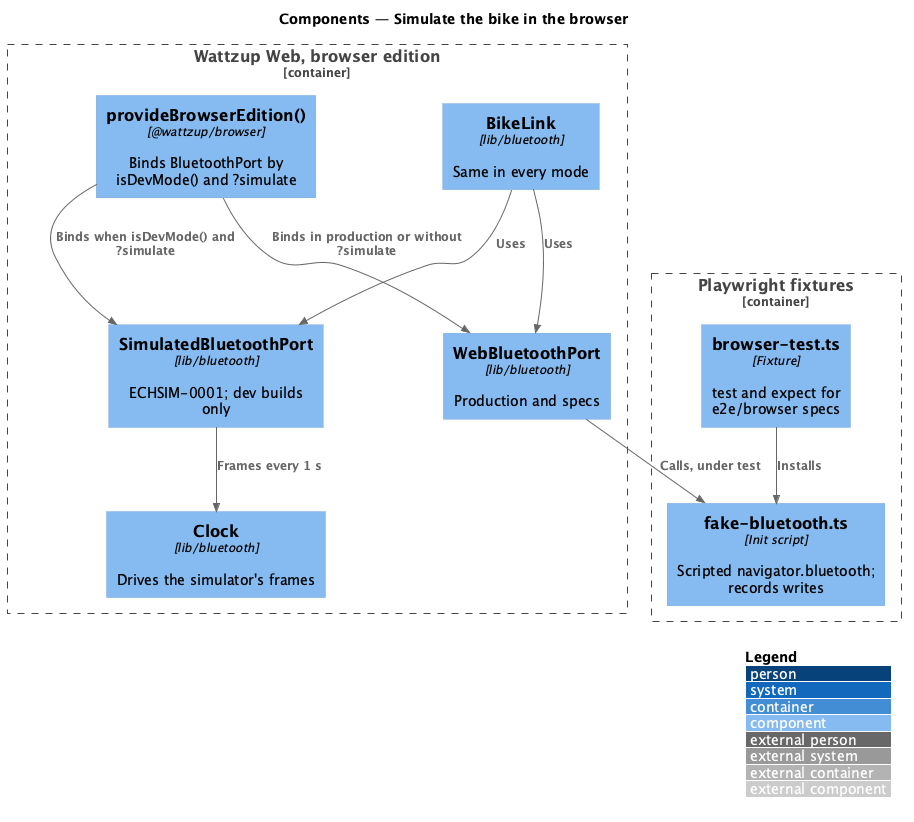 Components — Simulate the bike in the browser
Wattzup Web, browser edition
[container]
provideBrowserEdition()
[@wattzup/browser]
Binds BluetoothPort by
isDevMode() and ?simulate
BikeLink
[lib/bluetooth]
Same in every mode
Binds when isDevMode() and
?simulate
Binds in production or without
?simulate
Uses
Uses
SimulatedBluetoothPort
[lib/bluetooth]
ECHSIM-0001; dev builds
only
WebBluetoothPort
[lib/bluetooth]
Production and specs
Frames every 1 s
Clock
[lib/bluetooth]
Drives the simulator's frames
Playwright fixtures
[container]
browser-test.ts
[Fixture]
test and expect for
e2e/browser specs
Calls, under test
Installs
fake-bluetooth.ts
[Init script]
Scripted navigator.bluetooth;
records writes
Legend
person
system
container
component
external person
external system
external container
external component